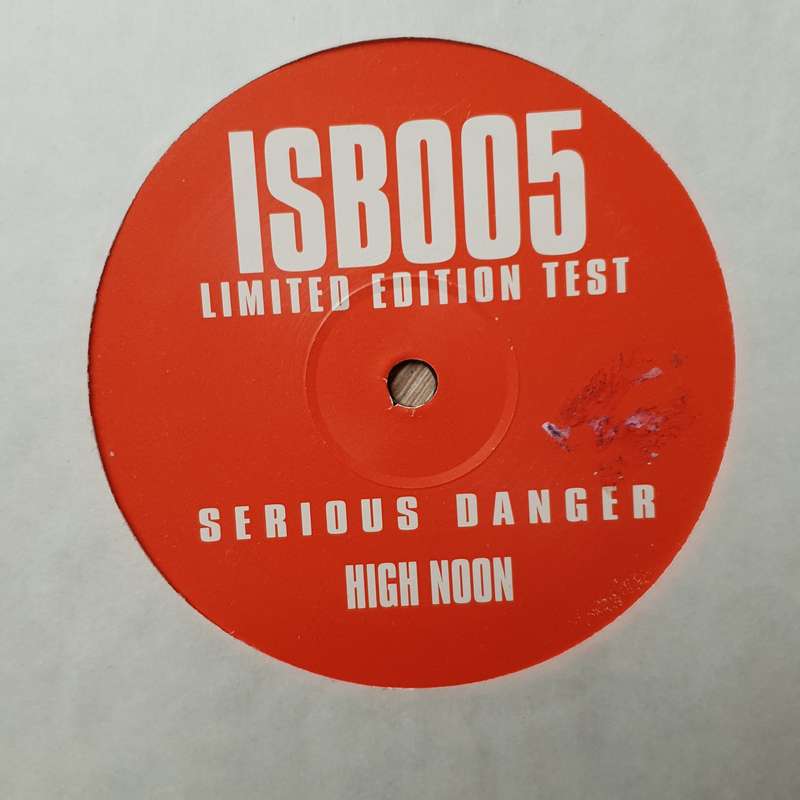 ISB005
LIMITED EDITION TEST
SERIOUS DANGER
HIGH NOON